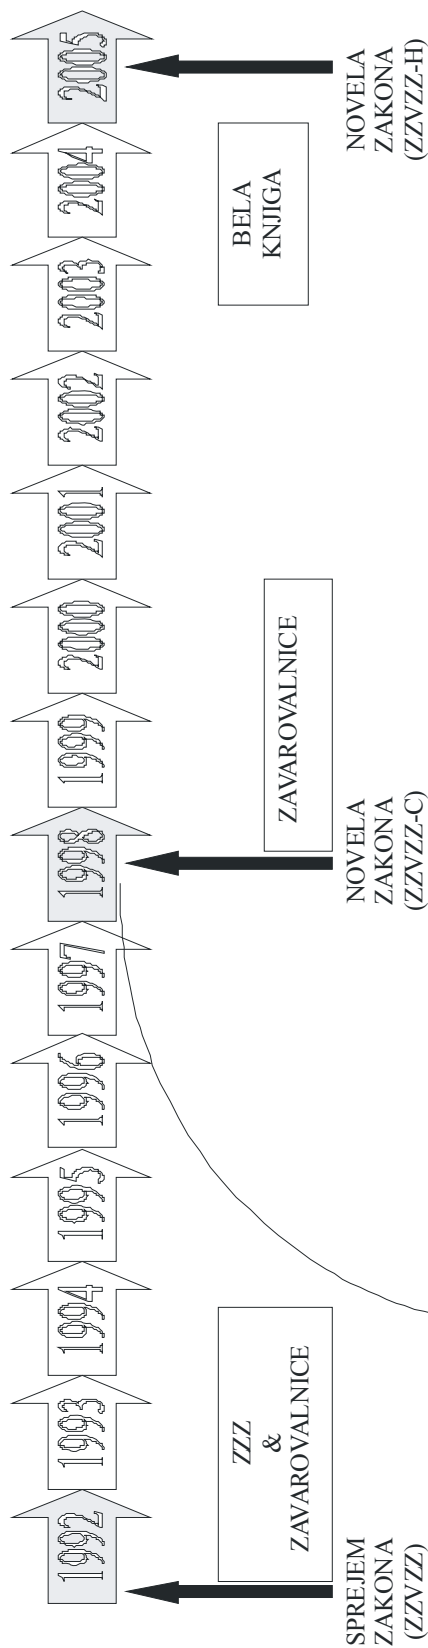 1992
1993
1994
1995
1996
1997
1998
1999
2000
2001
2002
2003
2004
2005
ZZZ
&
ZAVAROVALNICE
ZAVAROVALNICE
BELA
KNJIGA
SPREJEM
ZAKONA
(ZZVZZ)
NOVELA
ZAKONA
(ZZVZZ-C)
NOVELA
ZAKONA
(ZZVZZ-H)